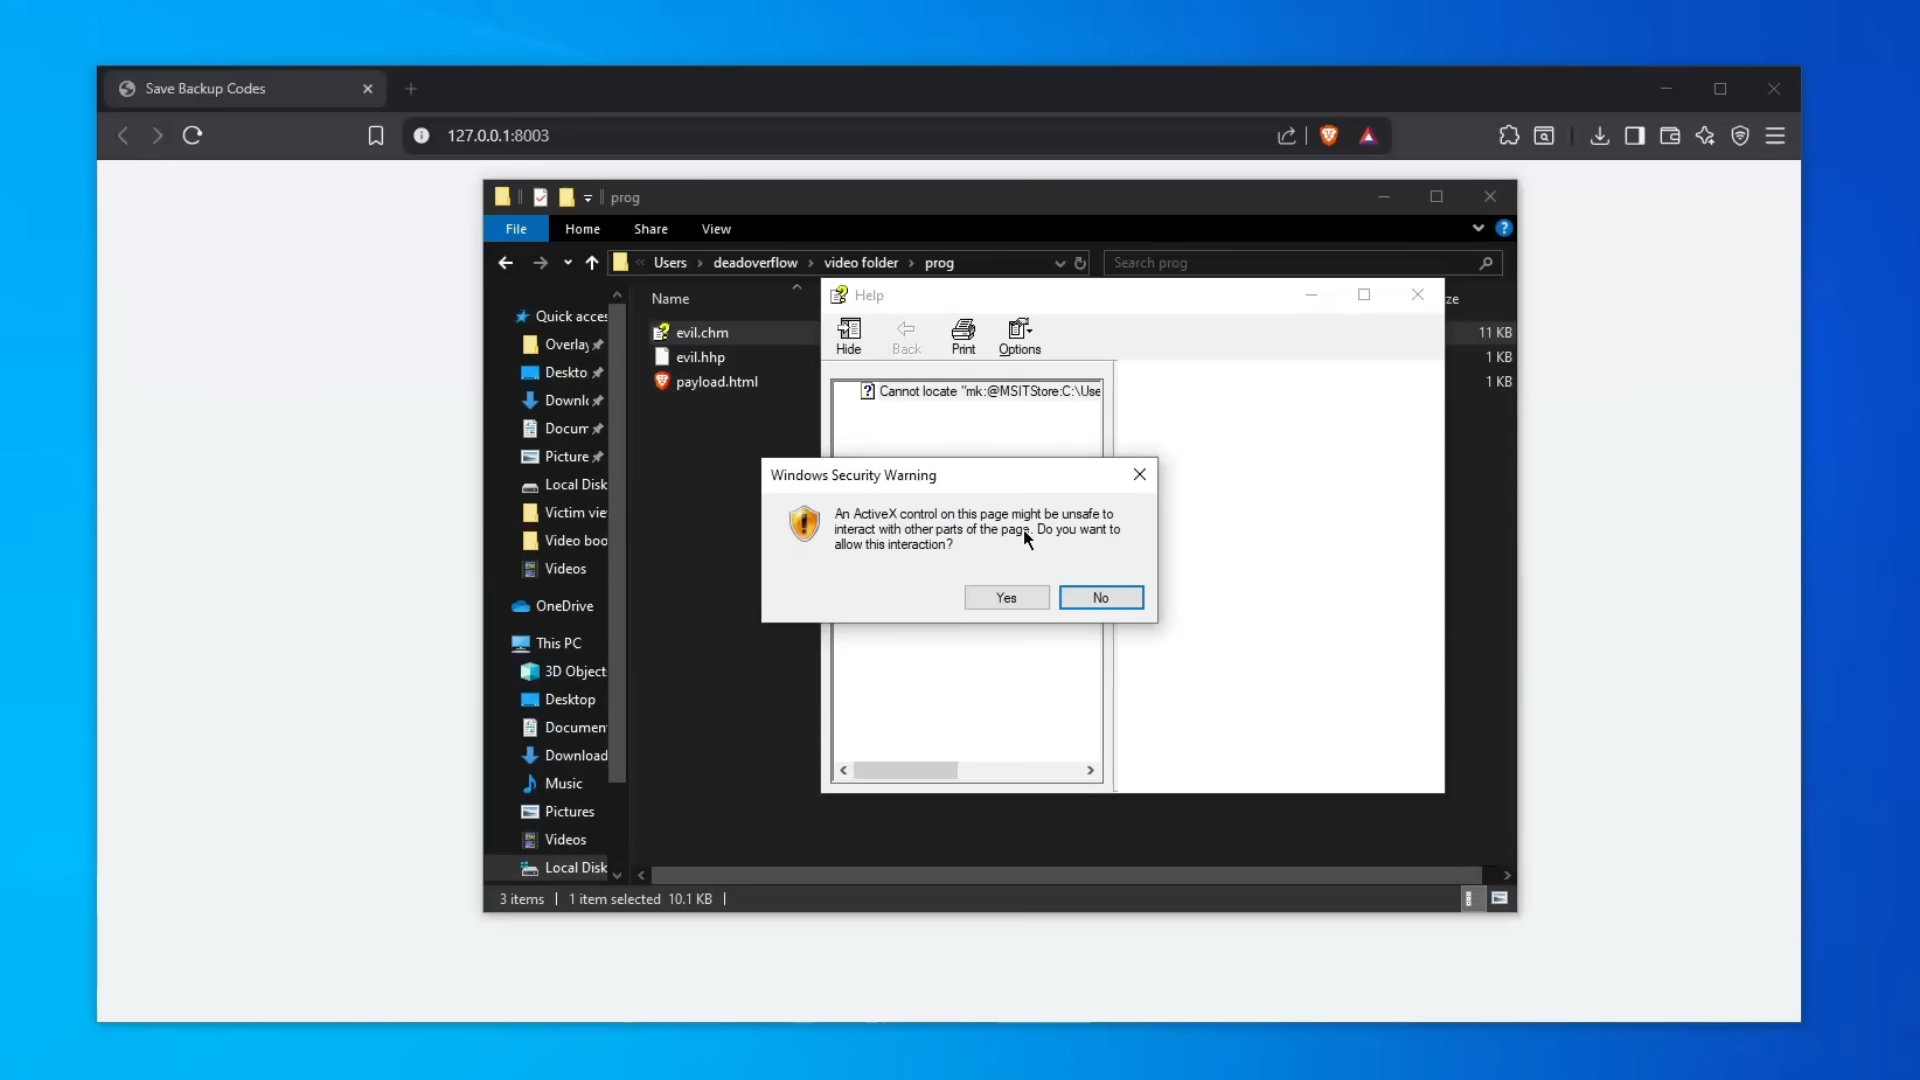 Save Backup Codes
127.0.0.1:8003
prog
File Home Share View
« Users › deadoverflow › video folder › prog
Search prog
Name
ze
evil.chm
11 KB
evil.hhp
1 KB
payload.html
1 KB
Quick acces
Overlay
Deskto
Downlo
Docum
Picture
Local Disk
Victim vie
Video boo
Videos
OneDrive
This PC
3D Object
Desktop
Documen
Download
Music
Pictures
Videos
Local Disk
3 items 1 item selected 10.1 KB
Help
Hide Back Print Options
Cannot locate "mk:@MSITStore:C:\Use
Windows Security Warning
An ActiveX control on this page might be unsafe to
interact with other parts of the page. Do you want to
allow this interaction?
Yes No